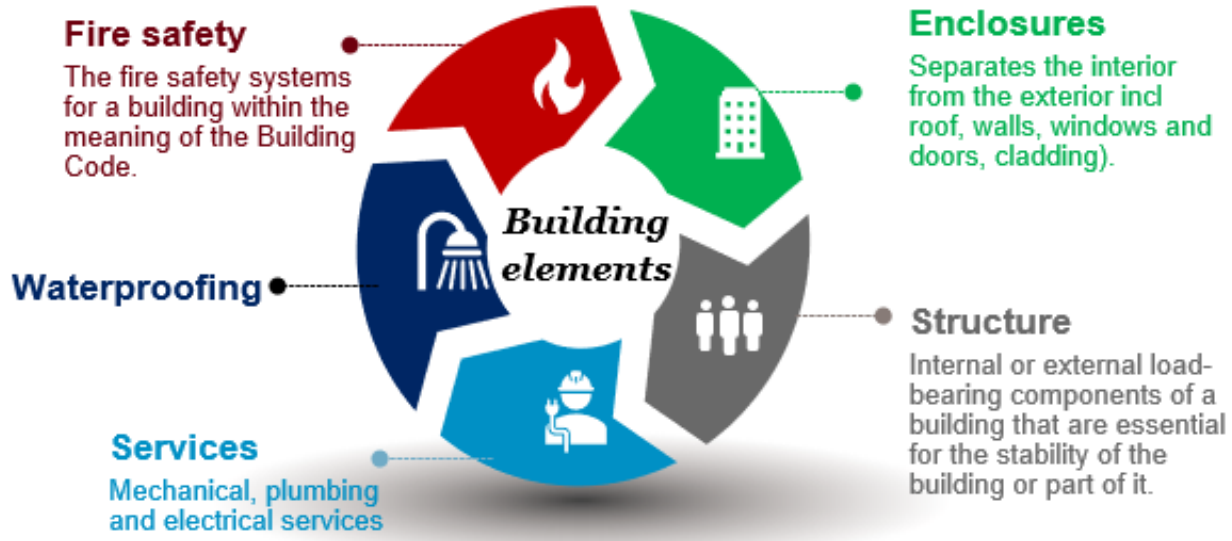 Fire safety
The fire safety systems
for a building within the
meaning of the Building
Code.
Enclosures
Separates the interior
from the exterior incl
roof, walls, windows and
doors, cladding).
Building
elements
Waterproofing
Structure
Internal or external load-
bearing components of a
building that are essential
for the stability of the
building or part of it.
Services
Mechanical, plumbing
and electrical services